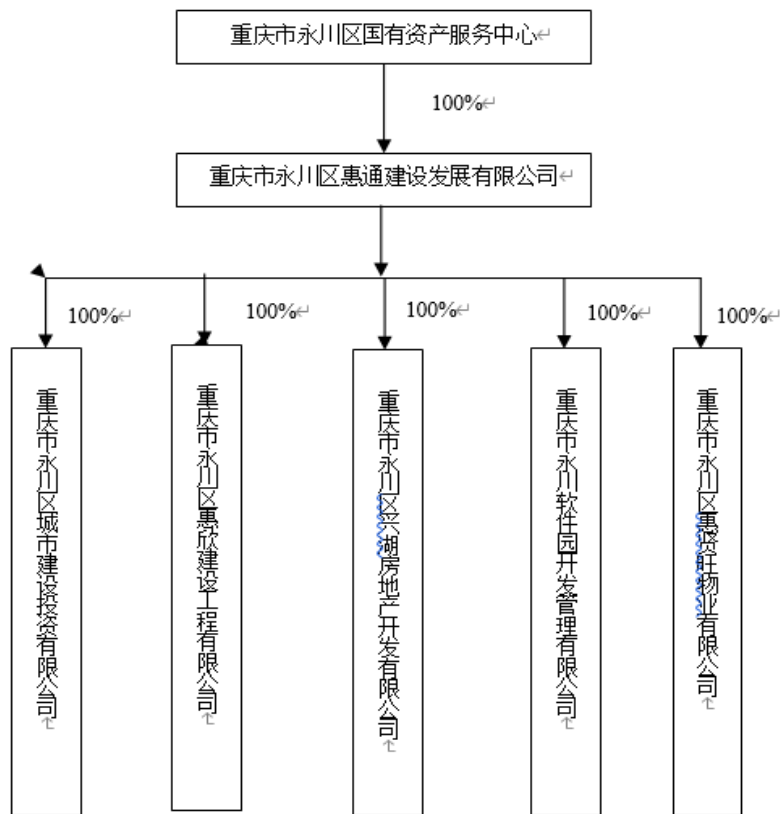 重庆市永川区国有资产服务中心
100%
重庆市永川区惠通建设发展有限公司
100%
100%
100%
100%
100%
重庆市永川区城市建设投资有限公司
重庆市永川区惠欣建设工程有限公司
重庆市永川区兴湖房地产开发有限公司
重庆市永川软件园开发管理有限公司
重庆市永川区惠贤旺物业有限公司